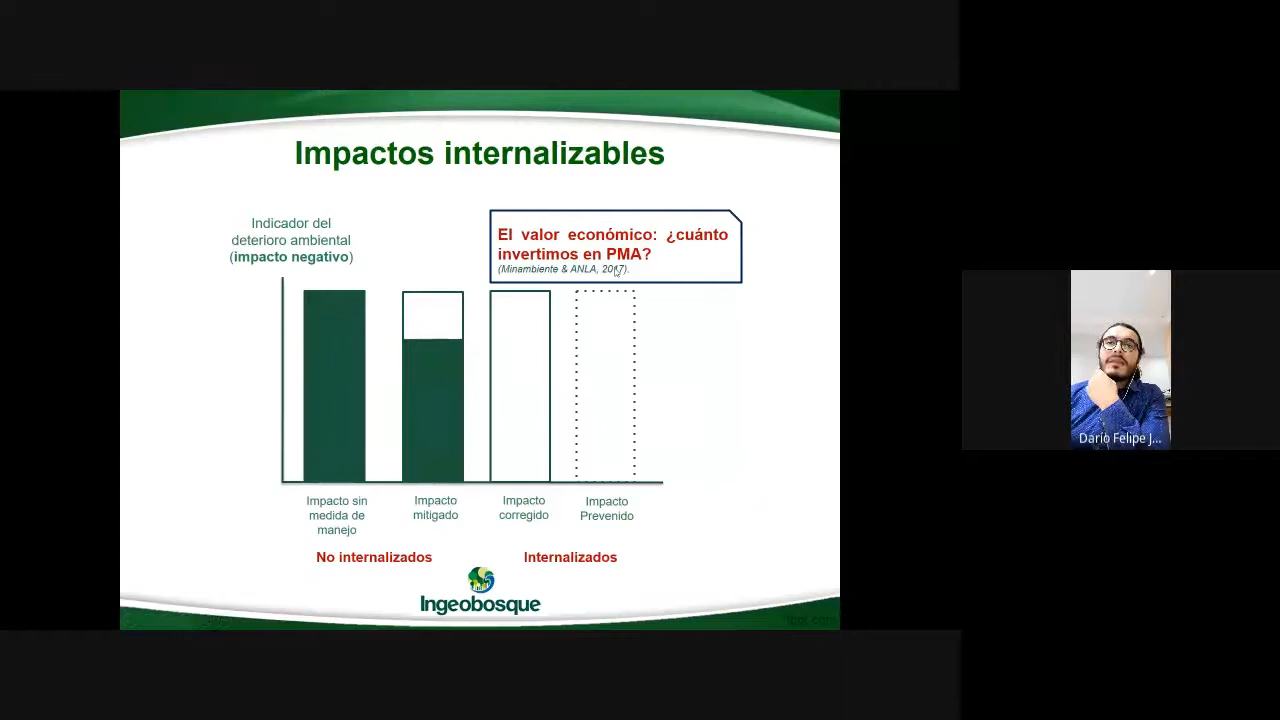 Impactos internalizables
Indicador del
deterioro ambiental
(impacto negativo)
El valor económico: ¿cuánto
invertimos en PMA?
(Minambiente & ANLA, 2017).
Impacto sin
medida de
manejo
Impacto
mitigado
Impacto
corregido
Impacto
Prevenido
No internalizados
Internalizados
Ingeobosque
Darío Felipe J...